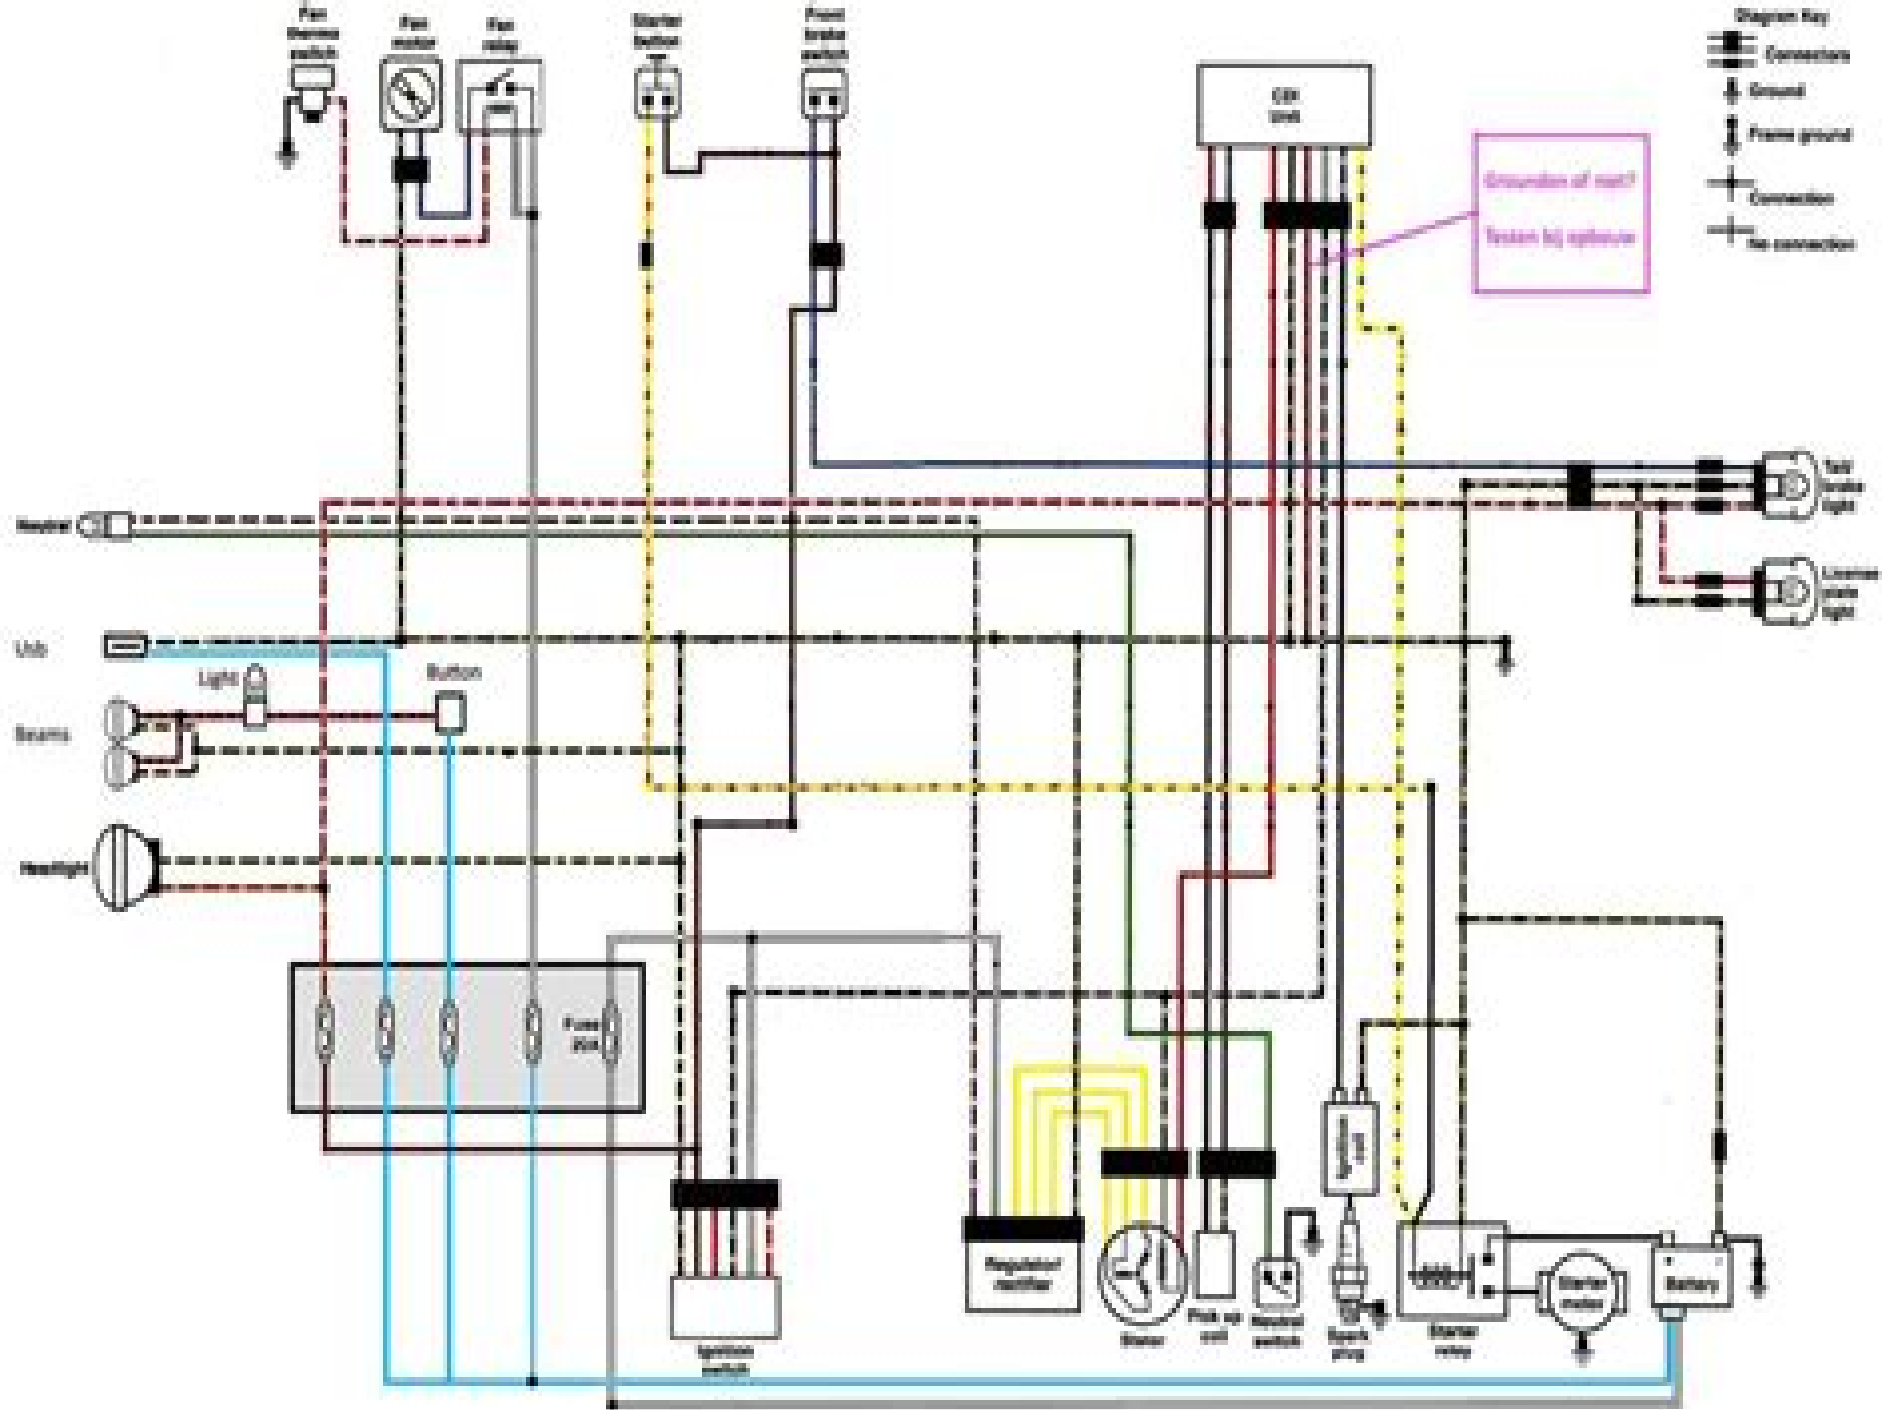 Fan
thermo
switch
Fan
motor
Fan
relay
Starter
button
Front
brake
switch
CDI
Unit
Diagram Key
Connectors
Ground
Frame ground
Connection
No connection
Grounden of niet?
Testen bij opbouw
Tail/
brake
light
Neutral
License
plate
light
Usb
Light
Button
Beams
Headlight
Fuse
20A
Ignition
coil
Regulator/
rectifier
Starter
motor
Battery
Stator
Pick up
coil
Neutral
switch
Spark
plug
Starter
relay
Ignition
switch